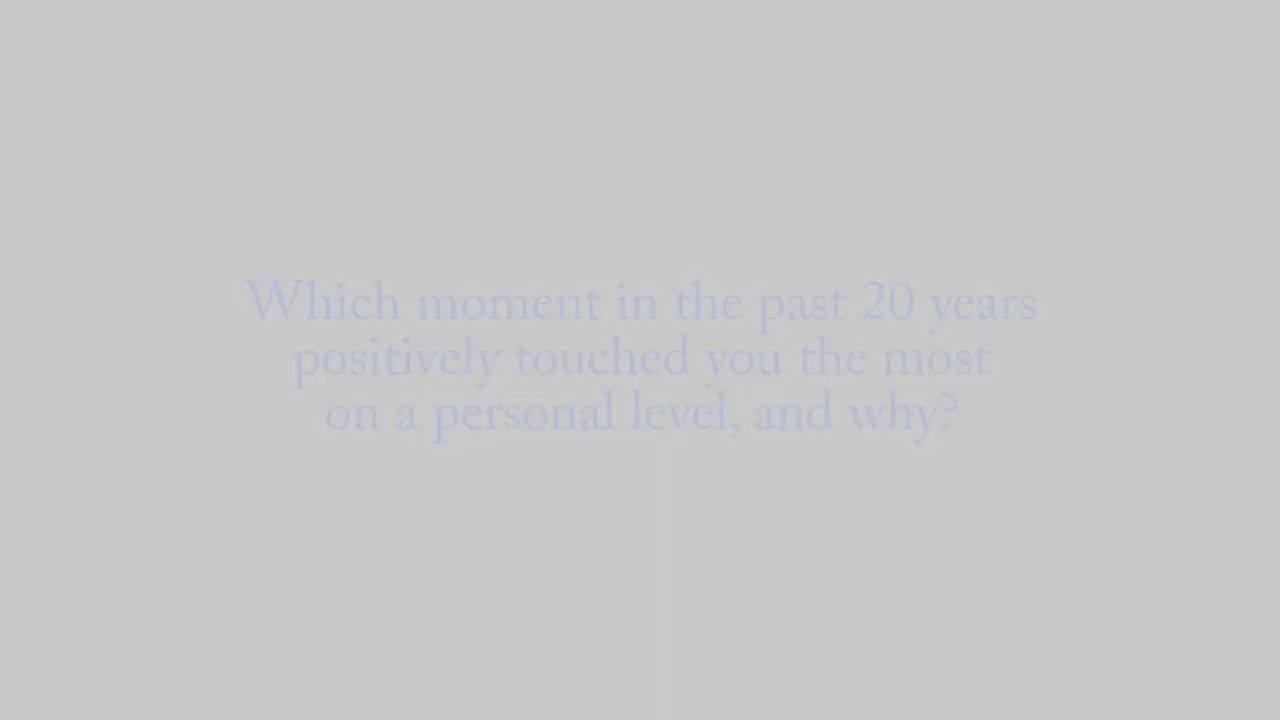 Which moment in the past 20 years
positively touched you the most
on a personal level, and why?